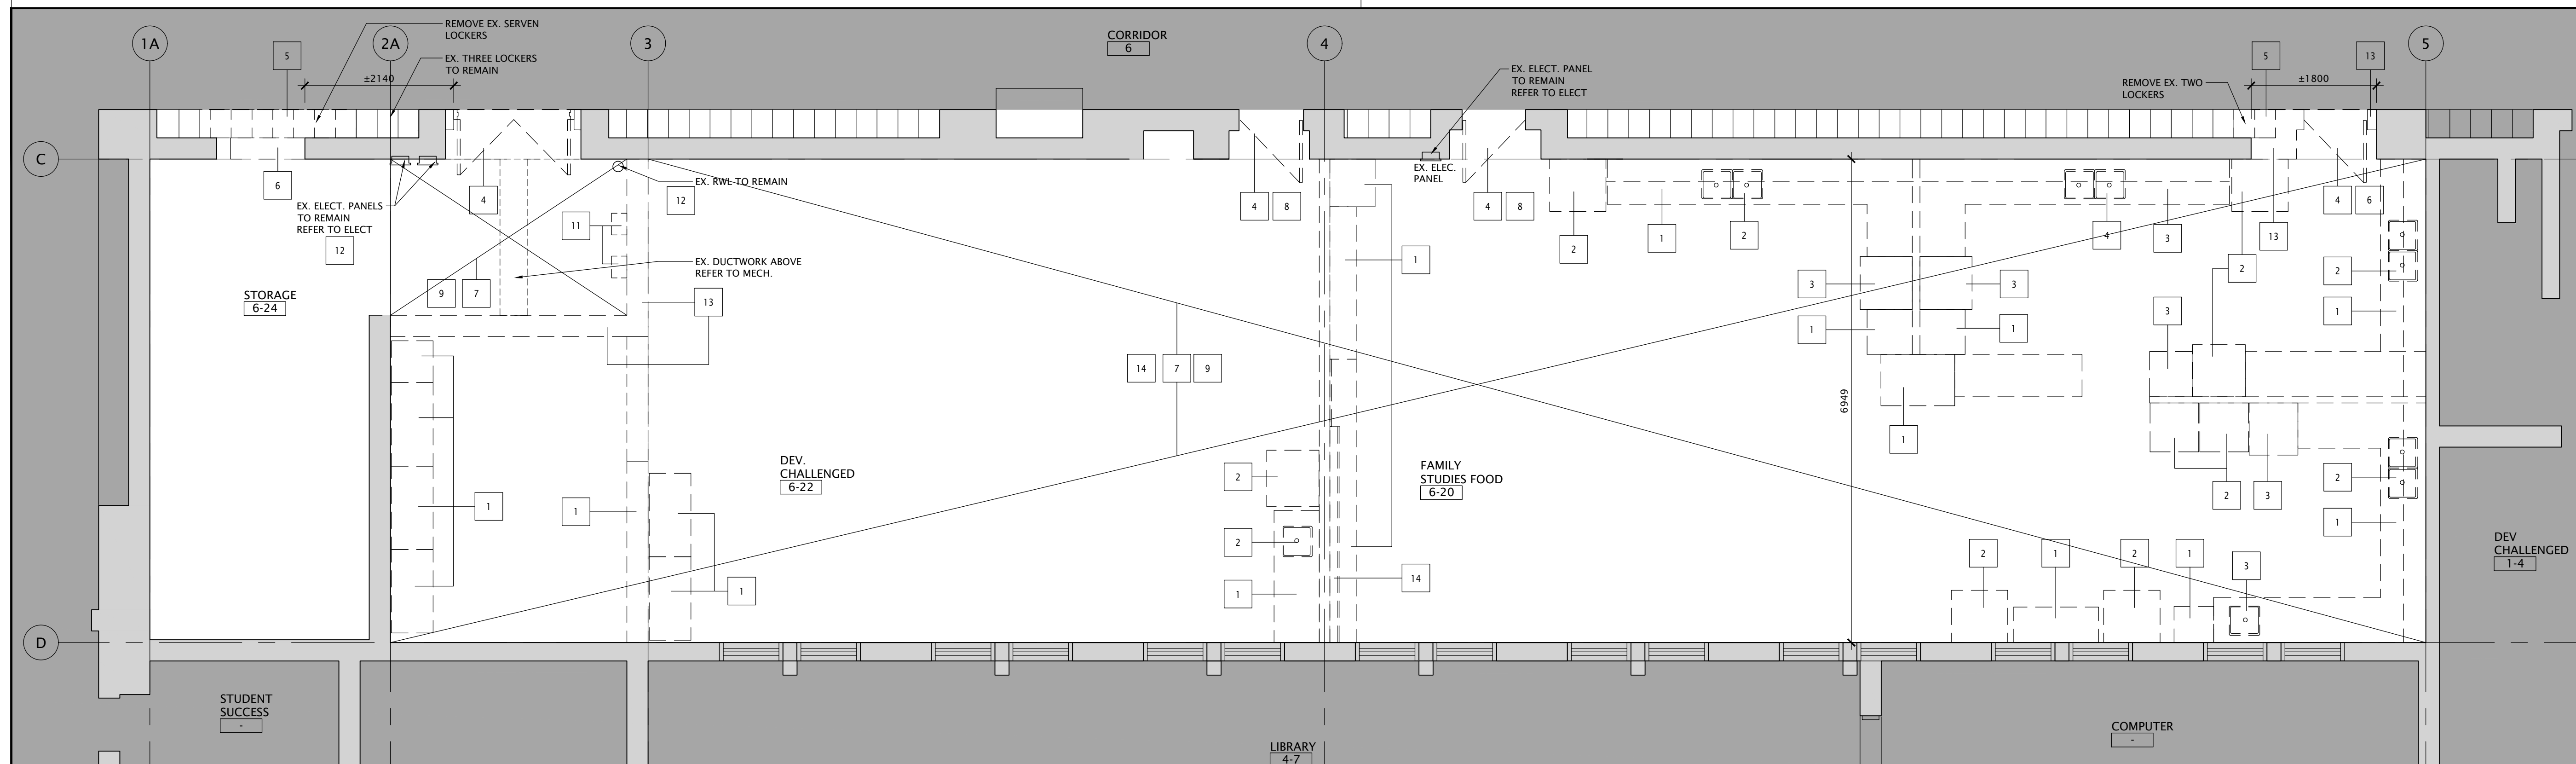 REMOVE EX. SERVEN
LOCKERS
1A
2A
3
CORRIDOR
6
4
5
5
EX. THREE LOCKERS
TO REMAIN
±2140
EX. ELECT. PANEL
TO REMAIN
REFER TO ELECT
REMOVE EX. TWO
LOCKERS
5
±1800
13
C
6
4
EX. RWL TO REMAIN
12
EX. ELECT. PANELS
TO REMAIN
REFER TO ELECT
12
11
EX. ELEC.
PANEL
4
8
4
8
2
1
2
4
3
13
4
6
EX. DUCTWORK ABOVE
REFER TO MECH.
9
7
13
STORAGE
6-24
1
3
3
1
1
2
3
2
1
14
7
9
6949
1
DEV.
CHALLENGED
6-22
FAMILY
STUDIES FOOD
6-20
2
2
1
14
1
1
1
2
3
2
1
2
1
2
1
3
DEV
CHALLENGED
1-4
D
STUDENT
SUCCESS
-
LIBRARY
4-7
COMPUTER
-